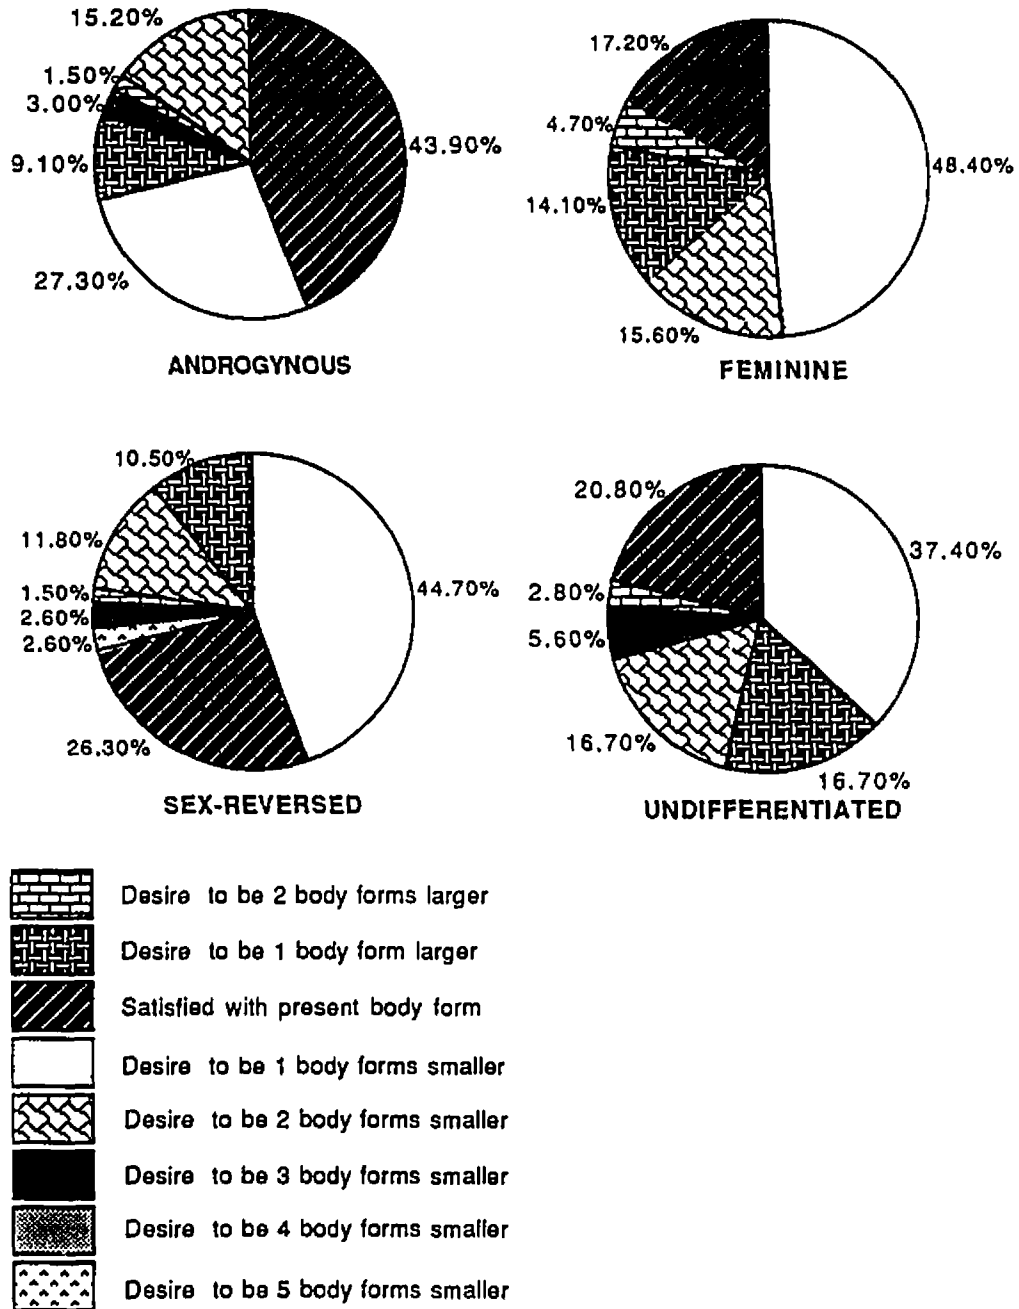 15.20%
1.50%
3.00%
9.10%
43.90%
27.30%
ANDROGYNOUS
17.20%
4.70%
14.10%
48.40%
15.60%
FEMININE
10.50%
11.80%
1.50%
2.60%
2.60%
44.70%
26.30%
SEX-REVERSED
20.80%
2.80%
5.60%
37.40%
16.70%
16.70%
UNDIFFERENTIATED
Desire to be 2 body forms larger
Desire to be 1 body form larger
Satisfied with present body form
Desire to be 1 body forms smaller
Desire to be 2 body forms smaller
Desire to be 3 body forms smaller
Desire to be 4 body forms smaller
Desire to be 5 body forms smaller